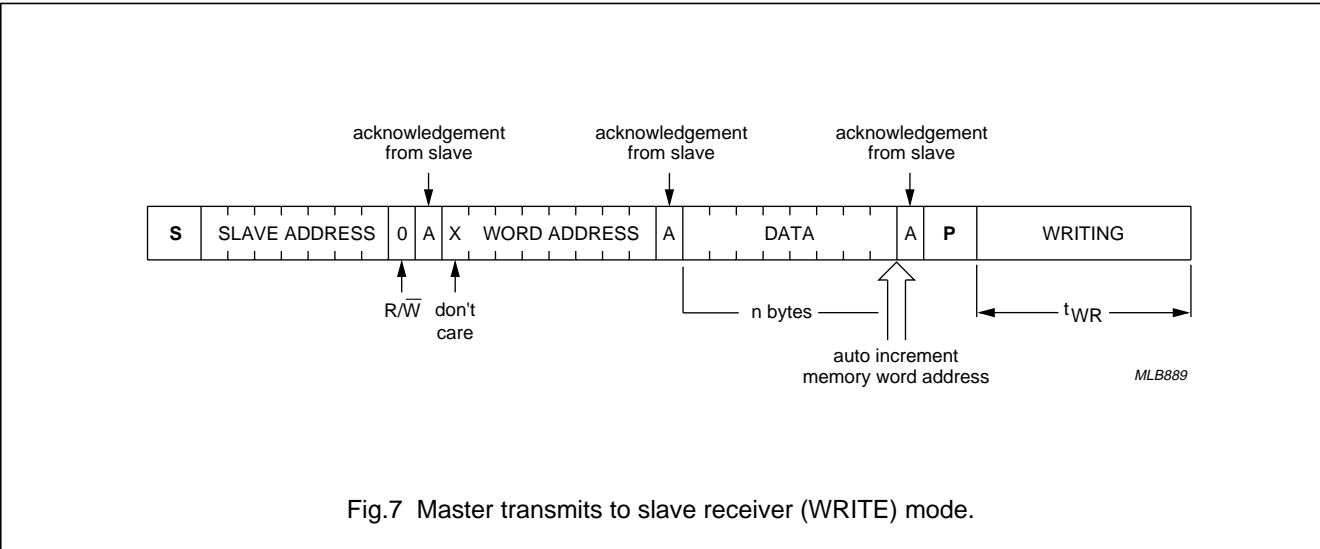 acknowledgement
from slave
acknowledgement
from slave
acknowledgement
from slave
S SLAVE ADDRESS 0 A X WORD ADDRESS A DATA A P WRITING
R/W̅ don't
care
n bytes
tWR
auto increment
memory word address
MLB889
Fig.7 Master transmits to slave receiver (WRITE) mode.